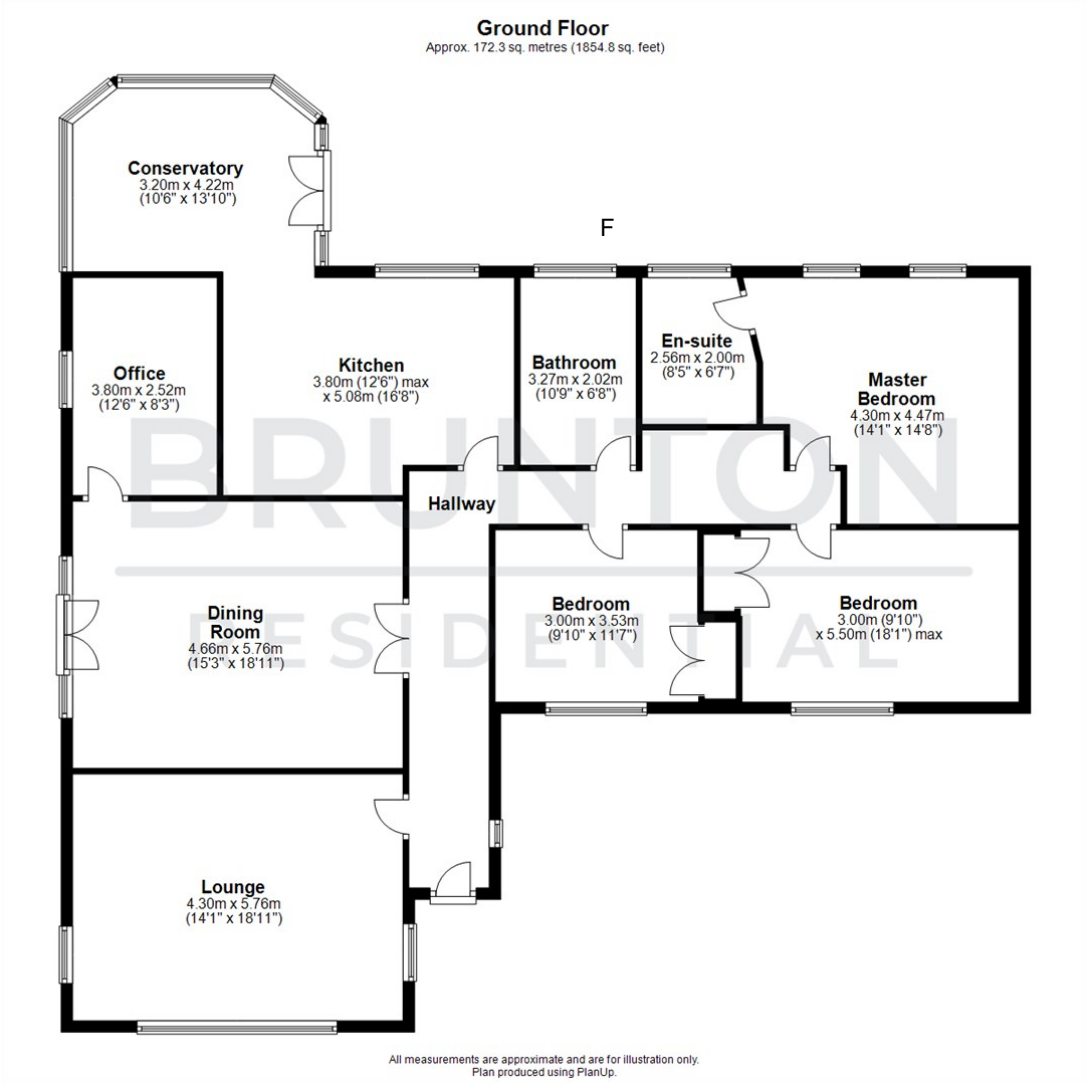 Ground Floor
Approx. 172.3 sq. metres (1854.8 sq. feet)
Conservatory
3.20m x 4.22m
(10'6" x 13'10")
F
Office
3.80m x 2.52m
(12'6" x 8'3")
Kitchen
3.80m (12'6") max
x 5.08m (16'8")
Bathroom
3.27m x 2.02m
(10'9" x 6'8")
En-suite
2.56m x 2.00m
(8'5" x 6'7")
Master
Bedroom
4.30m x 4.47m
(14'1" x 14'8")
BRUNTON
RESIDENTIAL
Hallway
Dining
Room
4.66m x 5.76m
(15'3" x 18'11")
Bedroom
3.00m x 3.53m
(9'10" x 11'7")
Bedroom
3.00m (9'10")
x 5.50m (18'1") max
Lounge
4.30m x 5.76m
(14'1" x 18'11")
All measurements are approximate and are for illustration only.
Plan produced using PlanUp.